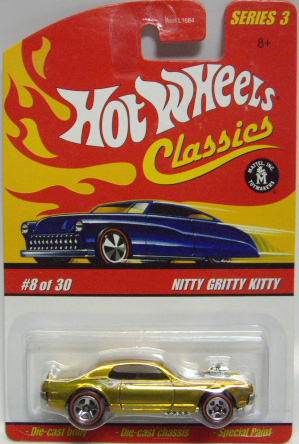 SERIES 3
8+
Hot Wheels
Classics
MATTEL, INC.
TOYMAKERS
#8 of 30
NITTY GRITTY KITTY
Die-cast body • Die-cast chassis • Special Paint